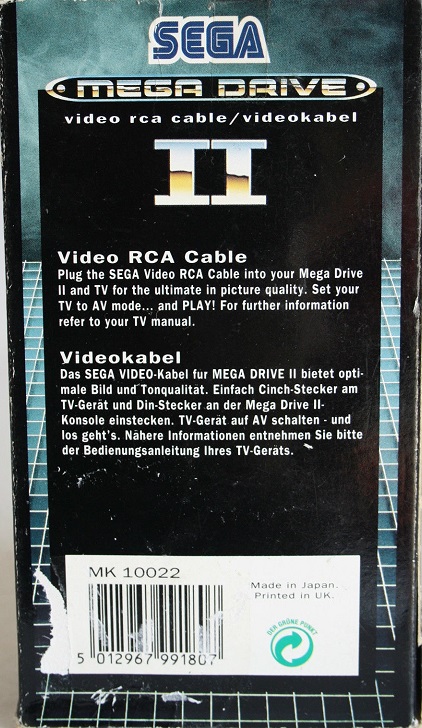 SEGA
MEGA DRIVE
video rca cable/videokabel
II
Video RCA Cable
Plug the SEGA Video RCA Cable into your Mega Drive
II and TV for the ultimate in picture quality. Set your
TV to AV mode... and PLAY! For further information
refer to your TV manual.
Videokabel
Das SEGA VIDEO-Kabel fur MEGA DRIVE II bietet opti-
male Bild und Tonqualität. Einfach Cinch-Stecker am
TV-Gerät und Din-Stecker an der Mega Drive II-
Konsole einstecken. TV-Gerät auf AV schalten - und
los geht's. Nähere Informationen entnehmen Sie bitte
der Bedienungsanleitung Ihres TV-Geräts.
MK 10022
Made in Japan.
Printed in UK.
DER GRÜNE PUNKT
5 012967 991807